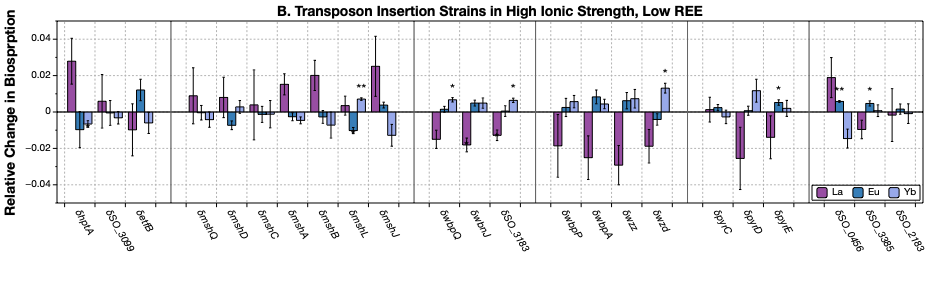 B. Transposon Insertion Strains in High Ionic Strength, Low REE
Relative Change in Biosprption
0.04
0.02
0
−0.02
−0.04
** * * * ** * *
La Eu Yb
δhptA δSO_3099 δetfB δmshQ δmshD δmshC δmshA δmshB δmshL δmshJ δwbpQ δwbnJ δSO_3183 δwbpP δwbpA δwzz δwzd δpyrC δpyrD δpyrE δSO_0456 δSO_3385 δSO_2183